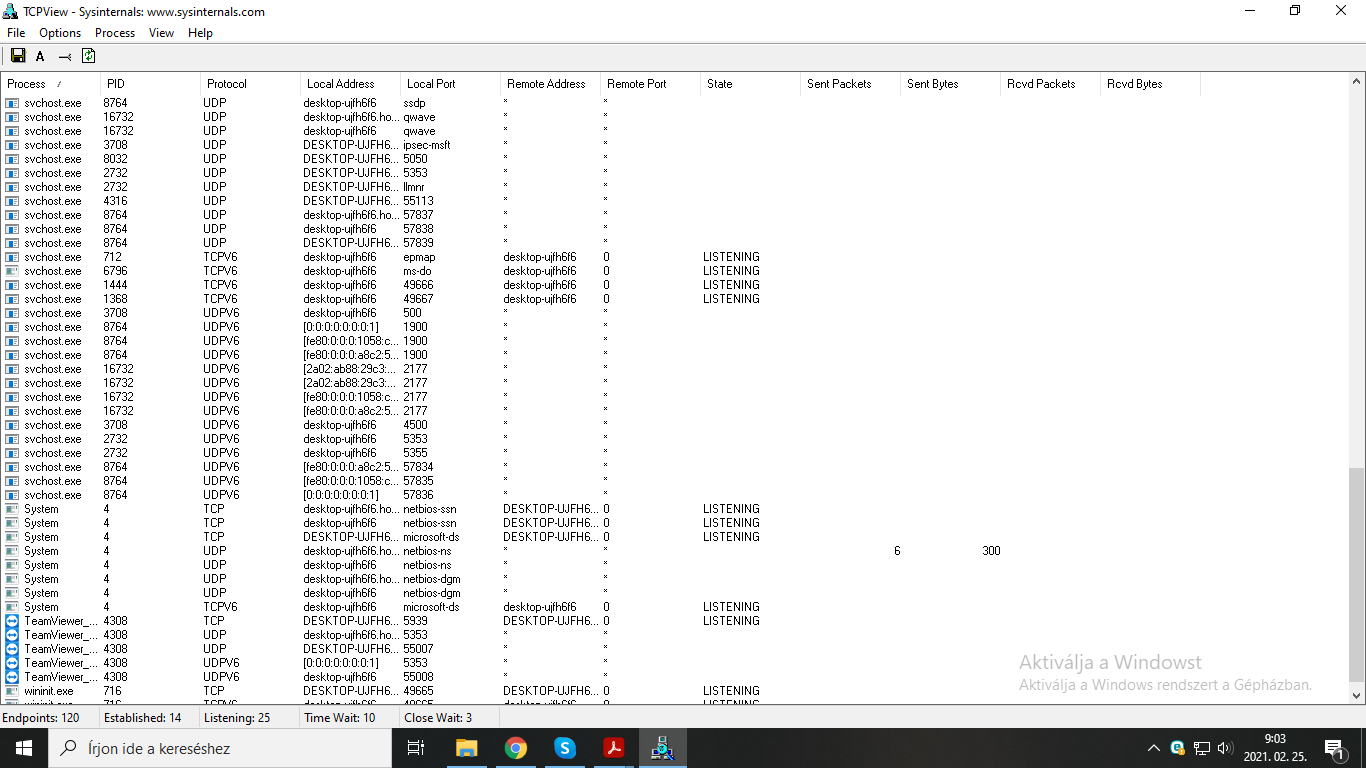 TCPView - Sysinternals: www.sysinternals.com
File Options Process View Help
A
Process / PID Protocol Local Address Local Port Remote Address Remote Port State Sent Packets Sent Bytes Rcvd Packets Rcvd Bytes
svchost.exe 8764 UDP desktop-ujfh6f6 ssdp * *
svchost.exe 16732 UDP desktop-ujfh6f6.ho... qwave * *
svchost.exe 16732 UDP desktop-ujfh6f6 qwave * *
svchost.exe 3708 UDP DESKTOP-UJFH6... ipsec-msft * *
svchost.exe 8032 UDP DESKTOP-UJFH6... 5050 * *
svchost.exe 2732 UDP DESKTOP-UJFH6... 5353 * *
svchost.exe 2732 UDP DESKTOP-UJFH6... llmnr * *
svchost.exe 4316 UDP DESKTOP-UJFH6... 55113 * *
svchost.exe 8764 UDP desktop-ujfh6f6.ho... 57837 * *
svchost.exe 8764 UDP desktop-ujfh6f6 57838 * *
svchost.exe 8764 UDP DESKTOP-UJFH6... 57839 * *
svchost.exe 712 TCPV6 desktop-ujfh6f6 epmap desktop-ujfh6f6 0 LISTENING
svchost.exe 6796 TCPV6 desktop-ujfh6f6 ms-do desktop-ujfh6f6 0 LISTENING
svchost.exe 1444 TCPV6 desktop-ujfh6f6 49666 desktop-ujfh6f6 0 LISTENING
svchost.exe 1368 TCPV6 desktop-ujfh6f6 49667 desktop-ujfh6f6 0 LISTENING
svchost.exe 3708 UDPV6 desktop-ujfh6f6 500 * *
svchost.exe 8764 UDPV6 [0:0:0:0:0:0:0:1] 1900 * *
svchost.exe 8764 UDPV6 [fe80:0:0:0:1058:c... 1900 * *
svchost.exe 8764 UDPV6 [fe80:0:0:0:a8c2:5... 1900 * *
svchost.exe 16732 UDPV6 [2a02:ab88:29c3:... 2177 * *
svchost.exe 16732 UDPV6 [2a02:ab88:29c3:... 2177 * *
svchost.exe 16732 UDPV6 [fe80:0:0:0:1058:c... 2177 * *
svchost.exe 16732 UDPV6 [fe80:0:0:0:a8c2:5... 2177 * *
svchost.exe 3708 UDPV6 desktop-ujfh6f6 4500 * *
svchost.exe 2732 UDPV6 desktop-ujfh6f6 5353 * *
svchost.exe 2732 UDPV6 desktop-ujfh6f6 5355 * *
svchost.exe 8764 UDPV6 [fe80:0:0:0:a8c2:5... 57834 * *
svchost.exe 8764 UDPV6 [fe80:0:0:0:1058:c... 57835 * *
svchost.exe 8764 UDPV6 [0:0:0:0:0:0:0:1] 57836 * *
System 4 TCP desktop-ujfh6f6.ho... netbios-ssn DESKTOP-UJFH6... 0 LISTENING
System 4 TCP desktop-ujfh6f6 netbios-ssn DESKTOP-UJFH6... 0 LISTENING
System 4 TCP DESKTOP-UJFH6... microsoft-ds DESKTOP-UJFH6... 0 LISTENING
System 4 UDP desktop-ujfh6f6.ho... netbios-ns * * 6 300
System 4 UDP desktop-ujfh6f6 netbios-ns * *
System 4 UDP desktop-ujfh6f6.ho... netbios-dgm * *
System 4 UDP desktop-ujfh6f6 netbios-dgm * *
System 4 TCPV6 desktop-ujfh6f6 microsoft-ds desktop-ujfh6f6 0 LISTENING
TeamViewer_... 4308 TCP DESKTOP-UJFH6... 5939 DESKTOP-UJFH6... 0 LISTENING
TeamViewer_... 4308 UDP desktop-ujfh6f6.ho... 5353 * *
TeamViewer_... 4308 UDP DESKTOP-UJFH6... 55007 * *
TeamViewer_... 4308 UDPV6 [0:0:0:0:0:0:0:1] 5353 * *
TeamViewer_... 4308 UDPV6 desktop-ujfh6f6 55008 * *
wininit.exe 716 TCP DESKTOP-UJFH6... 49665 DESKTOP-UJFH6... 0 LISTENING
wininit.exe 716 TCPV6 desktop-ujfh6f6 49665 desktop-ujfh6f6 0 LISTENING
Aktiválja a Windowst
Aktiválja a Windows rendszert a Gépházban.
Endpoints: 120 Established: 14 Listening: 25 Time Wait: 10 Close Wait: 3
Írjon ide a kereséshez
9:03
2021. 02. 25.
1